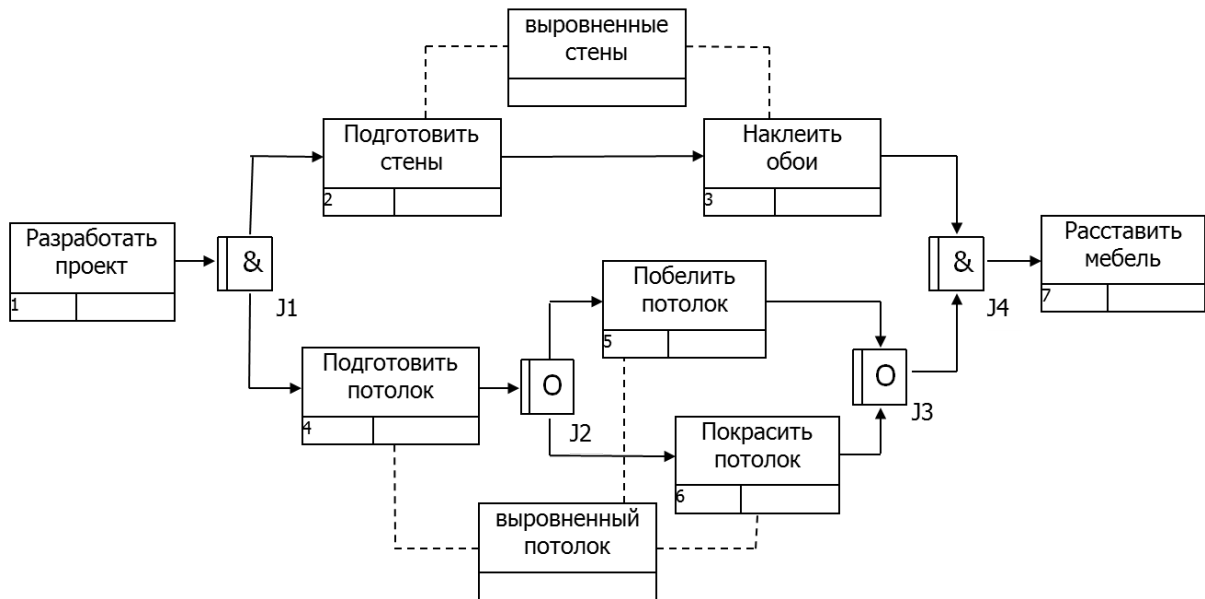 выровненные
стены
Подготовить
стены
2
Наклеить
обои
3
Разработать
проект
1
&
J1
&
J4
Расставить
мебель
7
Побелить
потолок
5
Подготовить
потолок
4
O
J2
O
J3
Покрасить
потолок
6
выровненный
потолок